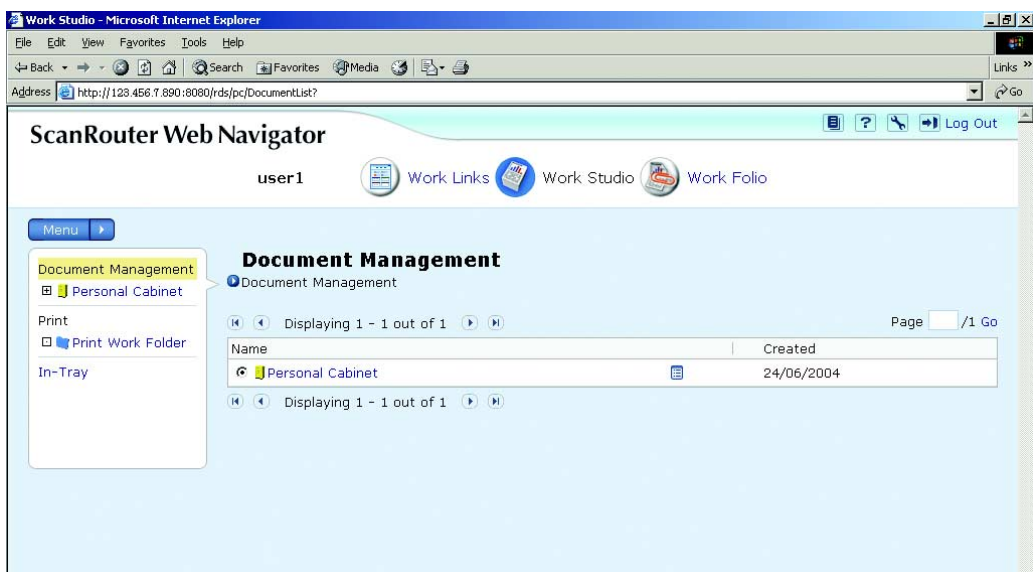 Work Studio - Microsoft Internet Explorer
File Edit View Favorites Tools Help
Back Search Favorites Media Links »
Address http://123.456.7.890:8080/rds/pc/DocumentList? Go
ScanRouter Web Navigator
? Log Out
user1 Work Links Work Studio Work Folio
Menu
Document Management
Personal Cabinet
Print
Print Work Folder
In-Tray
Document Management
Document Management
Displaying 1 - 1 out of 1 Page /1 Go
Name Created
Personal Cabinet 24/06/2004
Displaying 1 - 1 out of 1